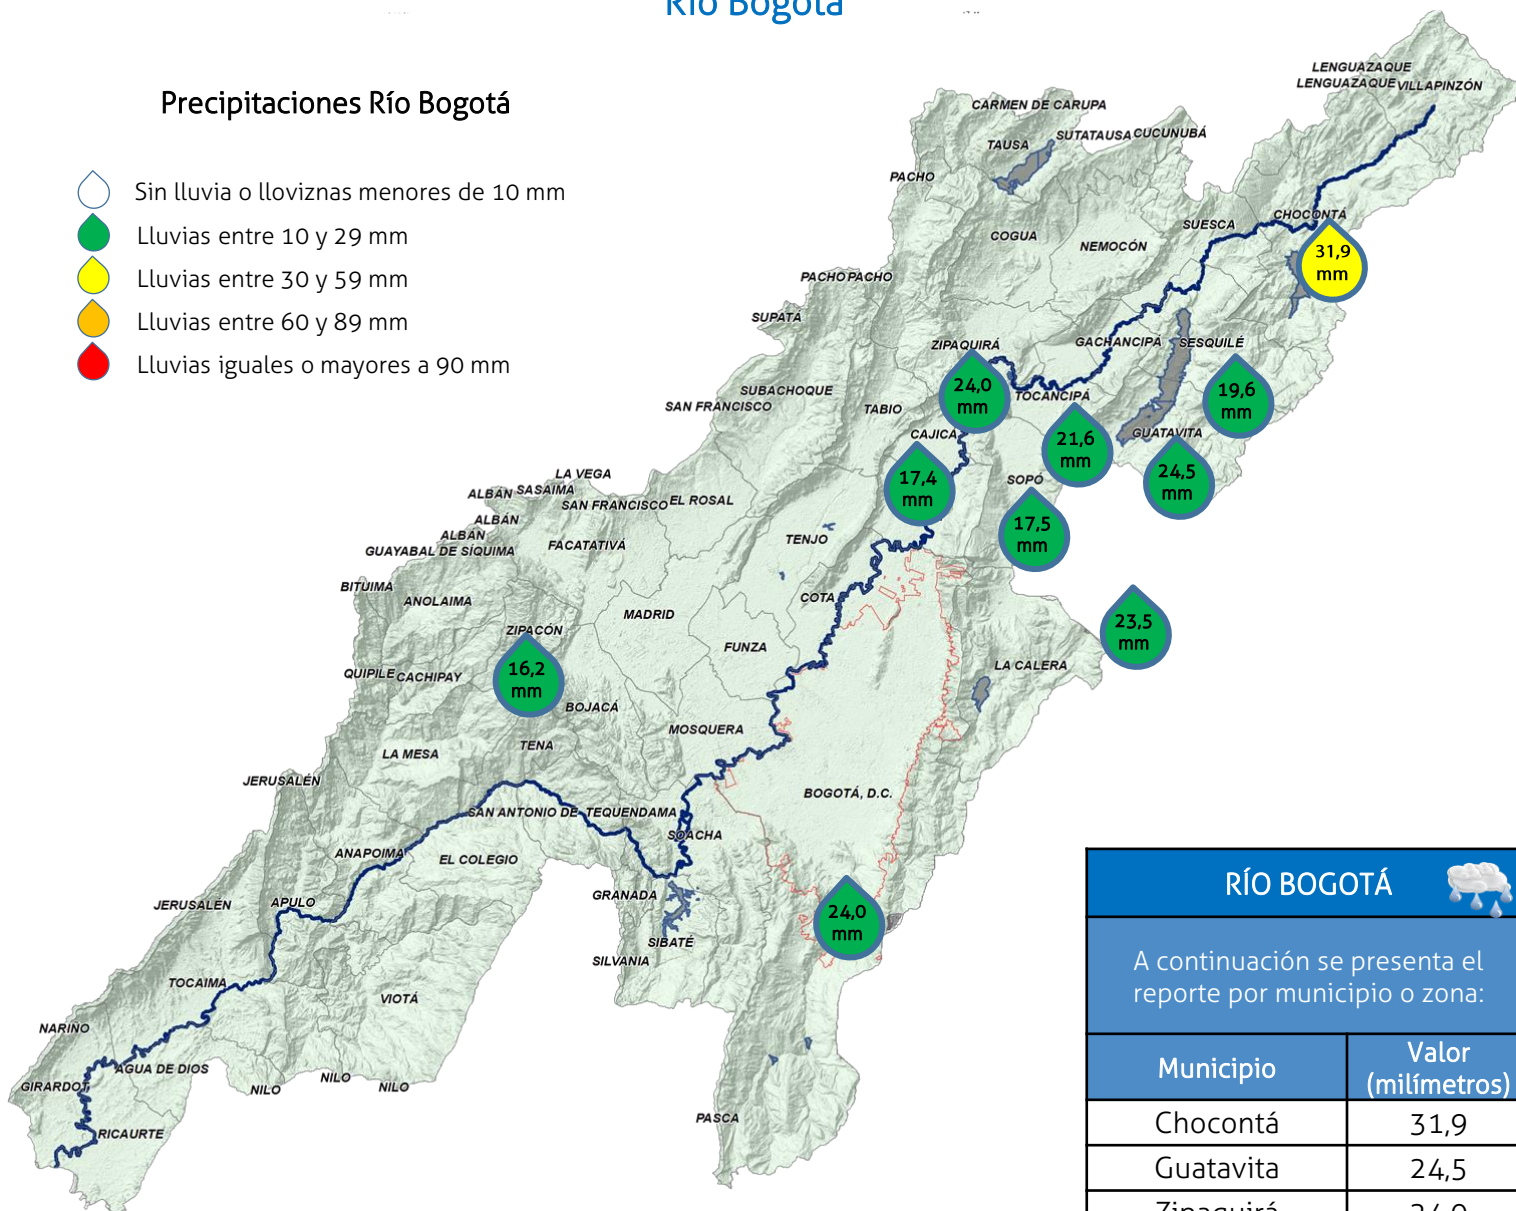 Río Bogotá
Precipitaciones Río Bogotá
Sin lluvia o lloviznas menores de 10 mm
Lluvias entre 10 y 29 mm
Lluvias entre 30 y 59 mm
Lluvias entre 60 y 89 mm
Lluvias iguales o mayores a 90 mm
LENGUAZAQUE
LENGUAZAQUE VILLAPINZÓN
CARMEN DE CARUPA
SUTATAUSA CUCUNUBÁ
TAUSA
PACHO
CHOCONTÁ
SUESCA
COGUA
NEMOCÓN
31,9
mm
PACHO PACHO
SUPATÁ
ZIPAQUIRÁ
GACHANCIPÁ
SESQUILÉ
SUBACHOQUE
SAN FRANCISCO
TABIO
24,0
mm
TOCANCIPÁ
19,6
mm
CAJICÁ
GUATAVITA
21,6
mm
17,4
mm
SOPÓ
24,5
mm
LA VEGA
ALBÁN SASAIMA
SAN FRANCISCO EL ROSAL
ALBÁN
ALBÁN
GUAYABAL DE SÍQUIMA
FACATATIVÁ
TENJO
17,5
mm
BITUIMA
ANOLAIMA
COTA
MADRID
ZIPACÓN
FUNZA
23,5
mm
QUIPILE CACHIPAY
16,2
mm
LA CALERA
BOJACÁ
MOSQUERA
TENA
LA MESA
JERUSALÉN
BOGOTÁ, D.C.
SAN ANTONIO DE TEQUENDAMA
SOACHA
ANAPOIMA
EL COLEGIO
GRANADA
JERUSALÉN
APULO
24,0
mm
SIBATÉ
SILVANIA
TOCAIMA
VIOTÁ
NARIÑO
AGUA DE DIOS
GIRARDOT
NILO
NILO
NILO
PASCA
RICAURTE
RÍO BOGOTÁ
A continuación se presenta el
reporte por municipio o zona:
Municipio Valor
(milímetros)
Chocontá 31,9
Guatavita 24,5
Zipaquirá 24,0